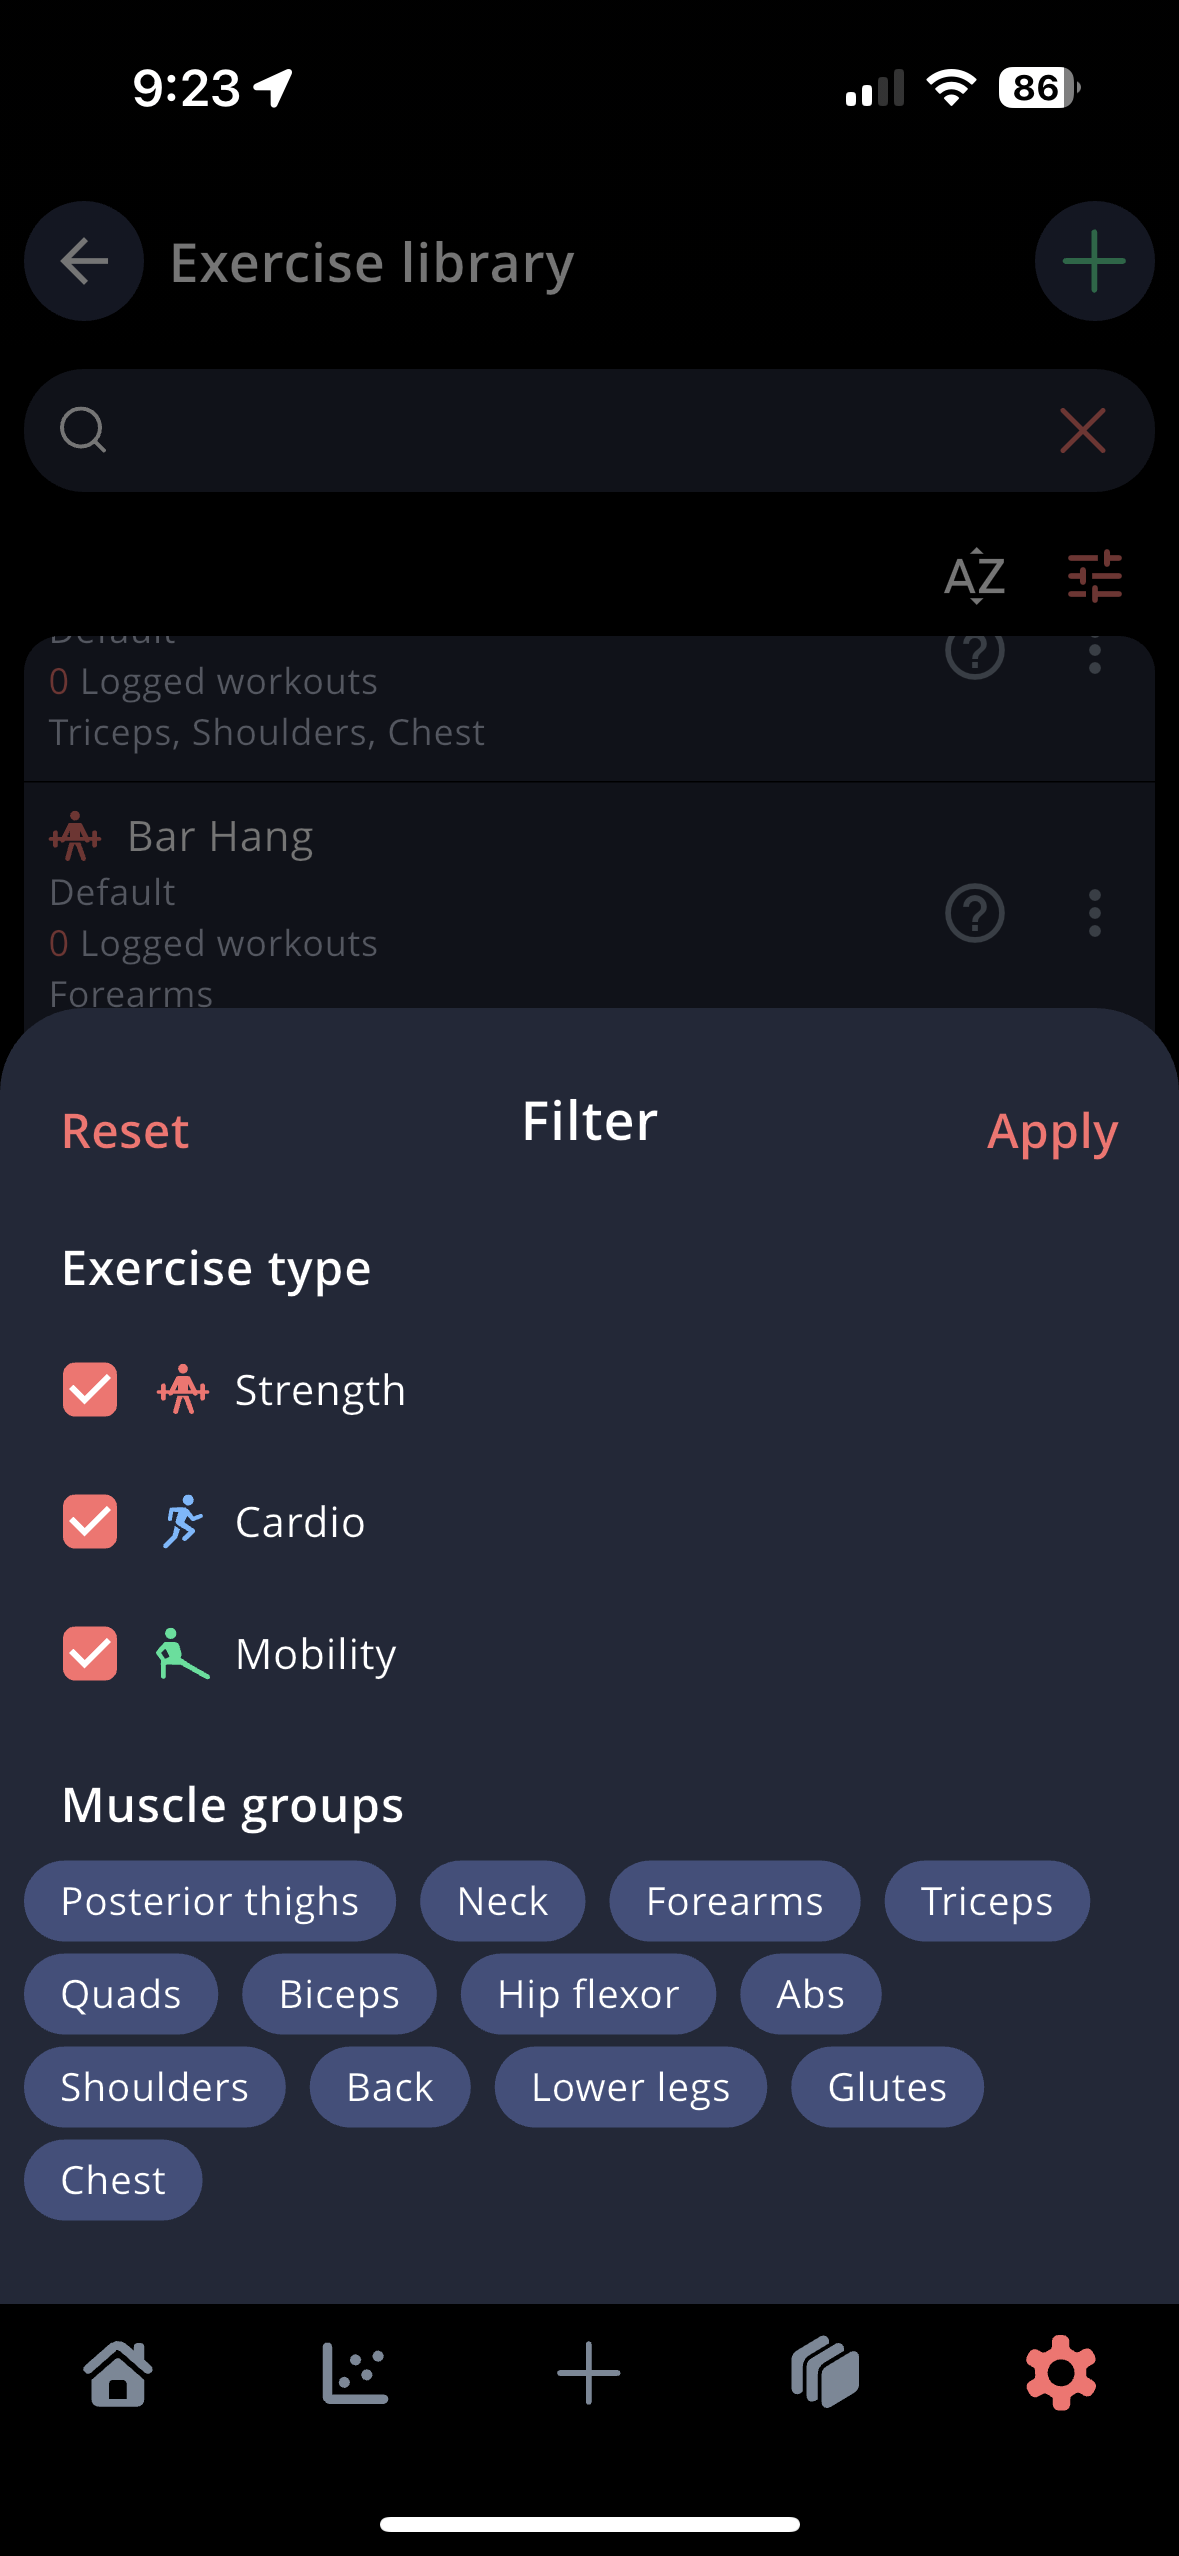 9:23
86
Exercise library
AZ
Default
0 Logged workouts
Triceps, Shoulders, Chest
Bar Hang
Default
0 Logged workouts
Forearms
Reset Filter Apply
Exercise type
Strength
Cardio
Mobility
Muscle groups
Posterior thighs Neck Forearms Triceps
Quads Biceps Hip flexor Abs
Shoulders Back Lower legs Glutes
Chest